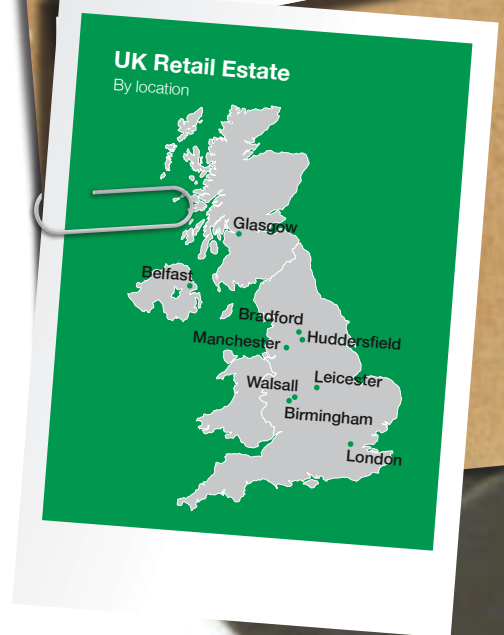 UK Retail Estate
By location
Glasgow
Belfast
Bradford
Huddersfield
Manchester
Leicester
Walsall
Birmingham
London